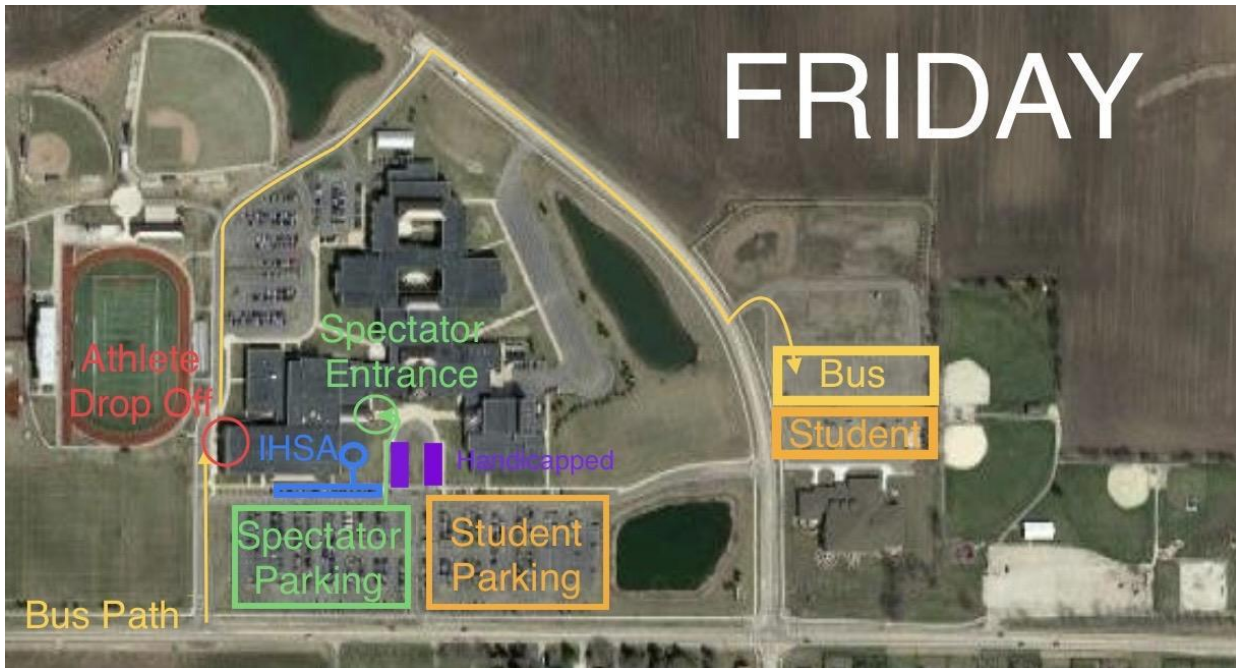 FRIDAY
Spectator
Entrance
Athlete
Drop Off
Bus
Student
IHSA
Handicapped
Spectator
Parking
Student
Parking
Bus Path